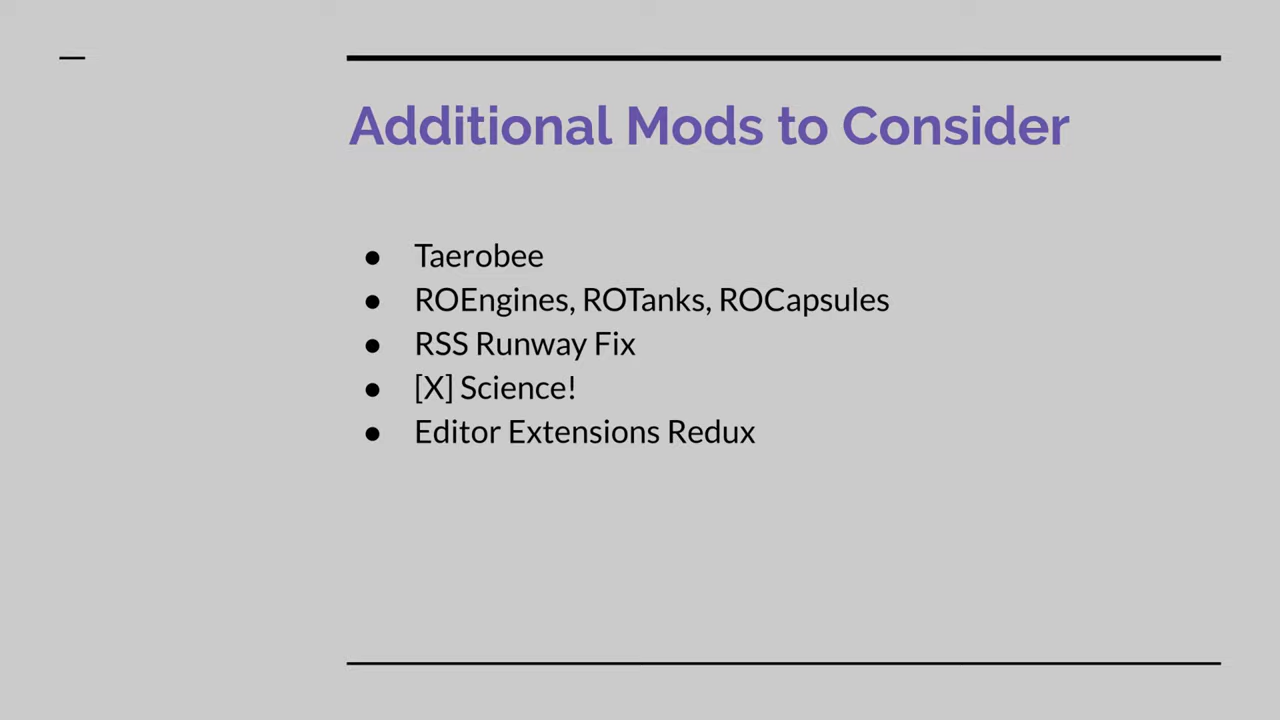 Additional Mods to Consider
● Taerobee
● ROEngines, ROTanks, ROCapsules
● RSS Runway Fix
● [X] Science!
● Editor Extensions Redux